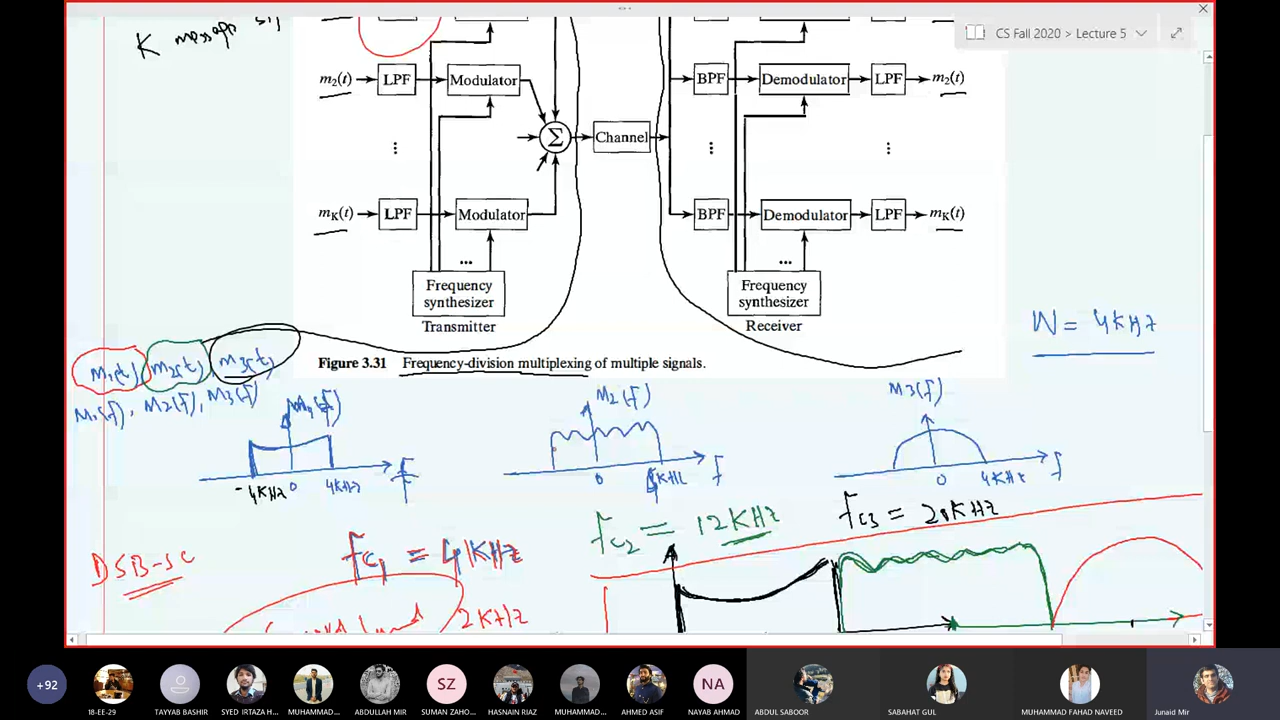 K message
CS Fall 2020 > Lecture 5
m2(t) LPF Modulator BPF Demodulator LPF m2(t)
Σ Channel
mK(t) LPF Modulator BPF Demodulator LPF mK(t)
Frequency synthesizer Frequency synthesizer
Transmitter Receiver
W = 4KHz
Figure 3.31 Frequency-division multiplexing of multiple signals.
m1(t) m2(t) m3(t)
M1(f), M2(f), M3(f)
M1(f) M2(f) M3(f)
-4KHz 0 4KHz f 0 4KHz f 0 4KHz f
fc1 = 4KHz fc2 = 12KHz fc3 = 20KHz
DSB-SC
2KHz
+92 SZ NA
18-EE-29 TAYYAB BASHIR SYED IRTAZA H... MUHAMMAD... ABDULLAH MIR SUMAN ZAHO... HASNAIN RIAZ MUHAMMAD... AHMED ASIF NAYAB AHMAD ABDUL SABOOR SABAHAT GUL MUHAMMAD FAHAD NAVEED Junaid Mir